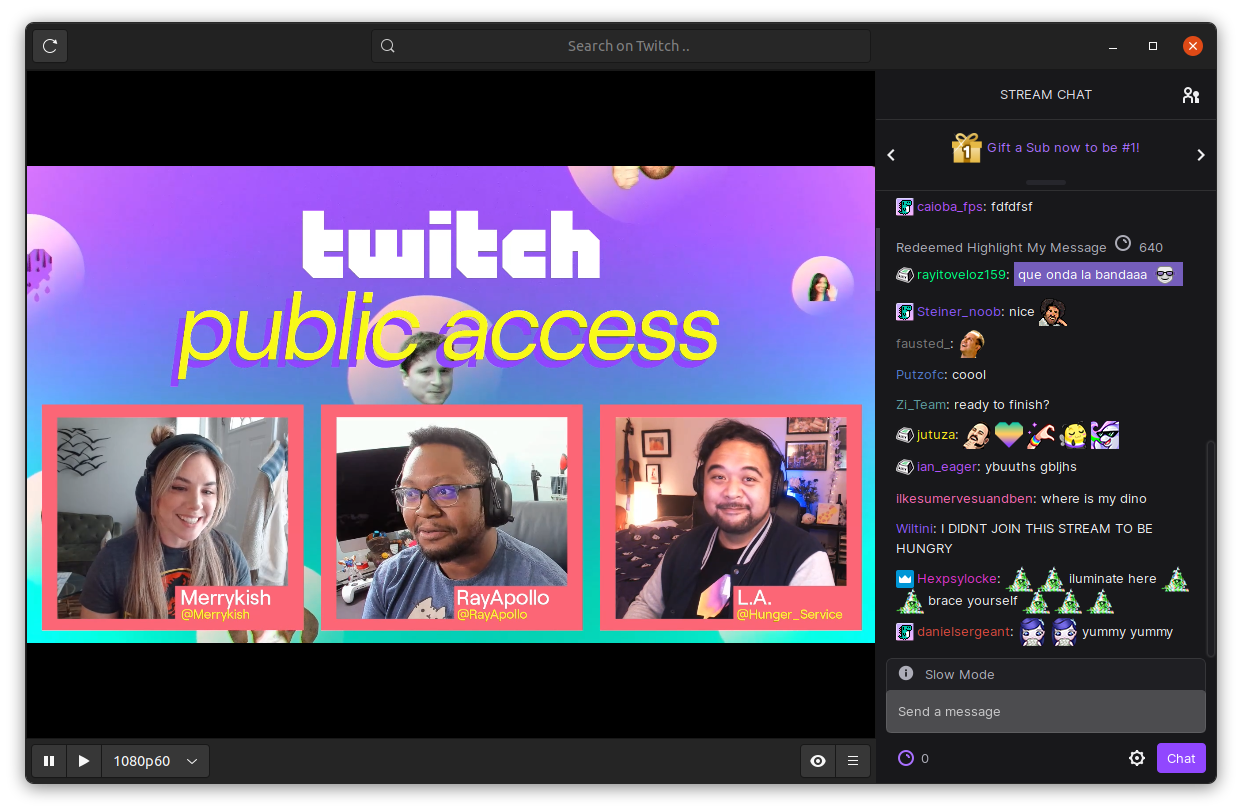 Search on Twitch ..
twitch
public access
Merrykish
@Merrykish
RayApollo
@RayApollo
L.A.
@Hunger_Service
1080p60
STREAM CHAT
1
Gift a Sub now to be #1!
caioba_fps: fdfdfsf
Redeemed Highlight My Message 640
rayitoveloz159: que onda la bandaaa
Steiner_noob: nice
fausted_:
Putzofc: coool
Zi_Team: ready to finish?
jutuza:
ian_eager: ybuuths gbljhs
ilkesumervesuandben: where is my dino
Wiltini: I DIDNT JOIN THIS STREAM TO BE
HUNGRY
Hexpsylocke: iluminate here
brace yourself
danielsergeant: yummy yummy
Slow Mode
Send a message
0
Chat